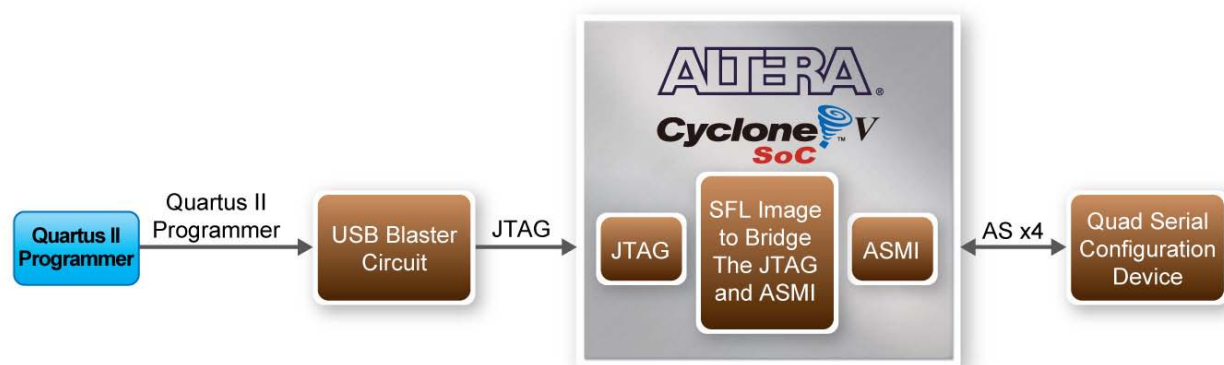 ALTERA®
Cyclone™ V
SoC
Quartus II
Programmer
Quartus II
Programmer
USB Blaster
Circuit
JTAG
JTAG
SFL Image
to Bridge
The JTAG
and ASMI
ASMI
AS x4
Quad Serial
Configuration
Device